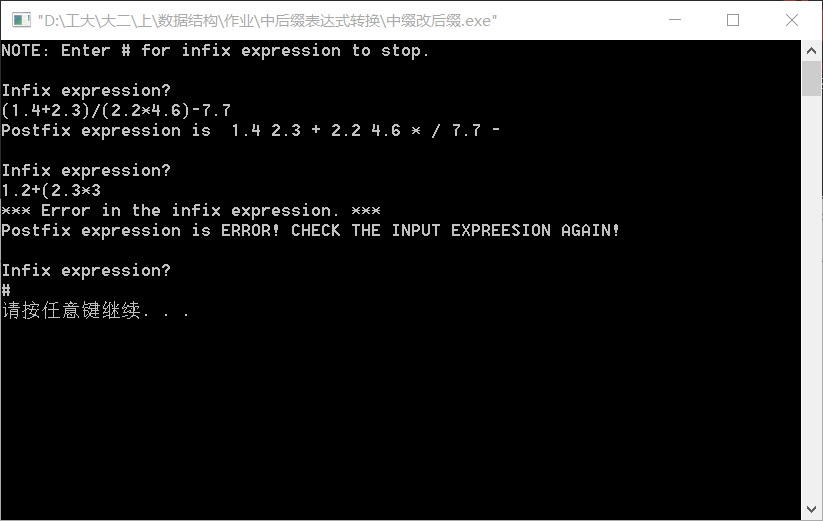 "D:\工大\大二\上\数据结构\作业\中后缀表达式转换\中缀改后缀.exe"
NOTE: Enter # for infix expression to stop.
Infix expression?
(1.4+2.3)/(2.2*4.6)-7.7
Postfix expression is  1.4 2.3 + 2.2 4.6 * / 7.7 -
Infix expression?
1.2+(2.3*3
*** Error in the infix expression. ***
Postfix expression is ERROR! CHECK THE INPUT EXPREESION AGAIN!
Infix expression?
#
请按任意键继续. . .